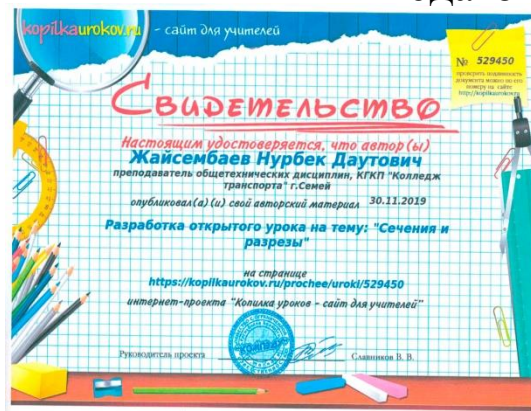 kopilkaurokov.ru - сайт для учителей
№ 529450
проверить подлинность
документа можно по его
номеру на сайте
http://kopilkaurokov.ru
Свидетельство
Настоящим удостоверяется, что автор(ы)
Жайсембаев Нурбек Даутович
преподаватель общетехнических дисциплин, КГКП "Колледж
транспорта" г.Семей
опубликовал(а)(и) свой авторский материал 30.11.2019
Разработка открытого урока на тему: "Сечения и
разрезы"
на странице
https://kopilkaurokov.ru/prochee/uroki/529450
интернет-проекта "Копилка уроков - сайт для учителей"
Руководитель проекта
Славников В. В.